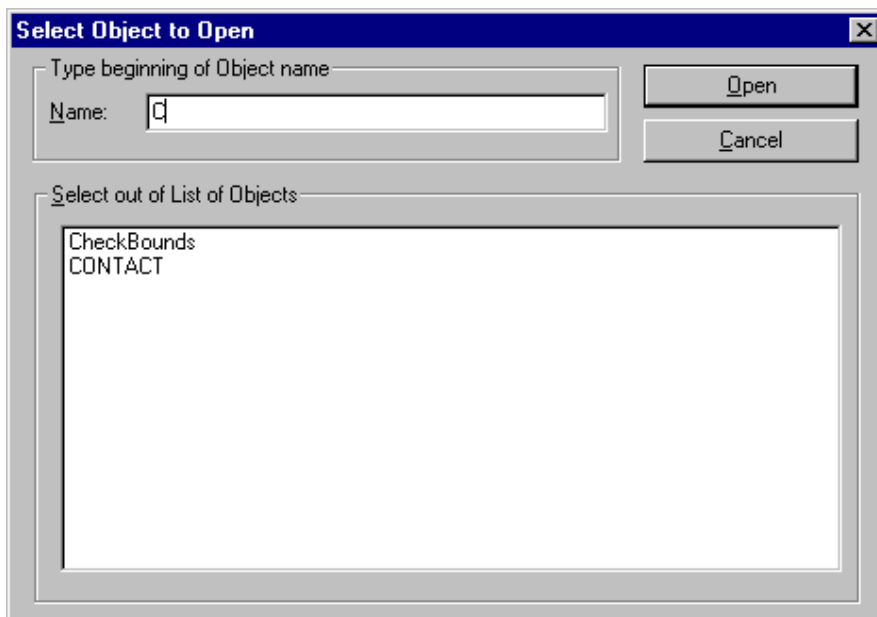 Select Object to Open
Type beginning of Object name
Open
Name: C
Cancel
Select out of List of Objects
CheckBounds
CONTACT